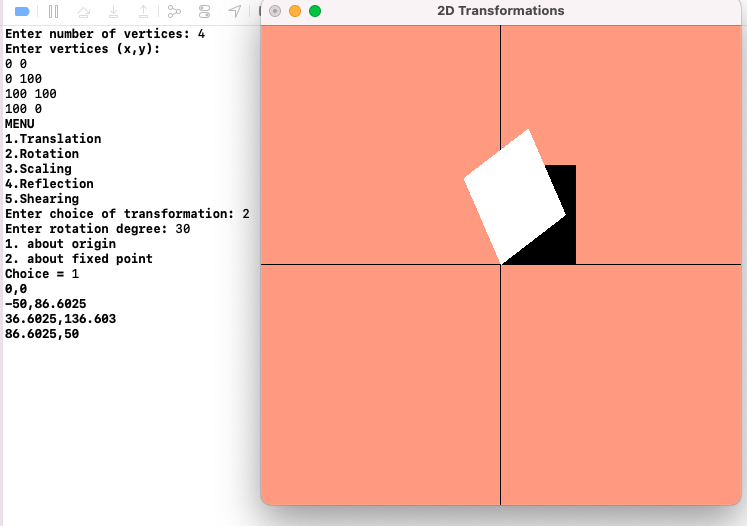 2D Transformations
Enter number of vertices: 4
Enter vertices (x,y):
0 0
0 100
100 100
100 0
MENU
1.Translation
2.Rotation
3.Scaling
4.Reflection
5.Shearing
Enter choice of transformation: 2
Enter rotation degree: 30
1. about origin
2. about fixed point
Choice = 1
0,0
-50,86.6025
36.6025,136.603
86.6025,50